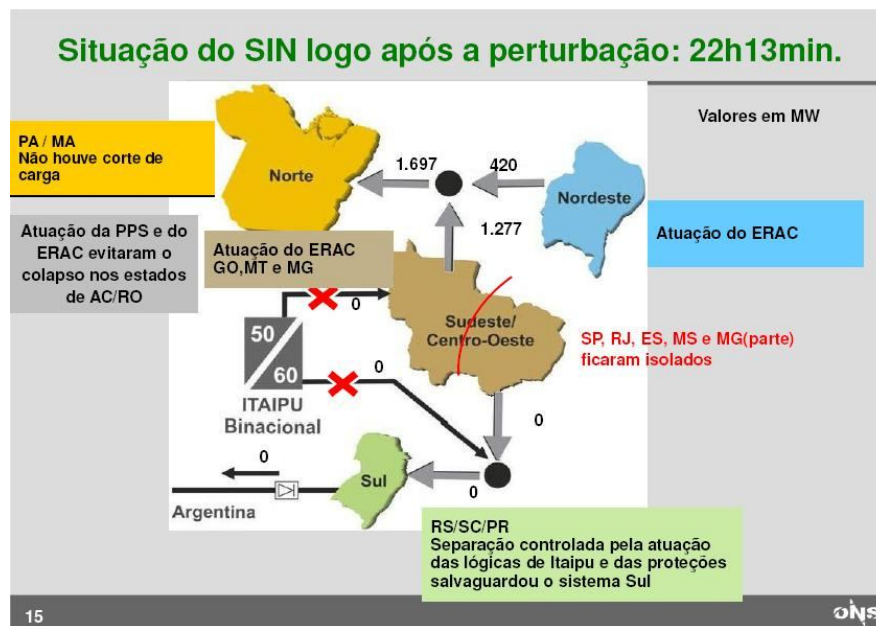 Situação do SIN logo após a perturbação: 22h13min.
Valores em MW
PA / MA
Não houve corte de
carga
Norte
1.697
420
Nordeste
1.277
Atuação da PPS e do
ERAC evitaram o
colapso nos estados
de AC/RO
Atuação do ERAC
GO,MT e MG
Atuação do ERAC
0
50
60
Sudeste/
Centro-Oeste
SP, RJ, ES, MS e MG(parte)
ficaram isolados
0
ITAIPU
Binacional
0
0
Sul
0
Argentina
RS/SC/PR
Separação controlada pela atuação
das lógicas de Itaipu e das proteções
salvaguardou o sistema Sul
15
ONS